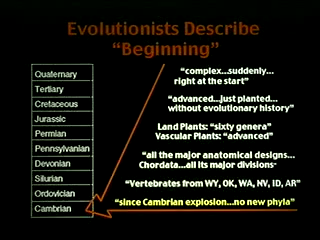 Evolutionists Describe
"Beginning"
Quaternary
Tertiary
Cretaceous
Jurassic
Permian
Pennsylvanian
Devonian
Silurian
Ordovician
Cambrian
"complex...suddenly...
right at the start"
"advanced...just planted...
without evolutionary history"
Land Plants: "sixty genera"
Vascular Plants: "advanced"
"all the major anatomical designs...
Chordata...all its major divisions-
"Vertebrates from WY, OK, WA, NV, ID, AR"
"since Cambrian explosion...no new phyla"